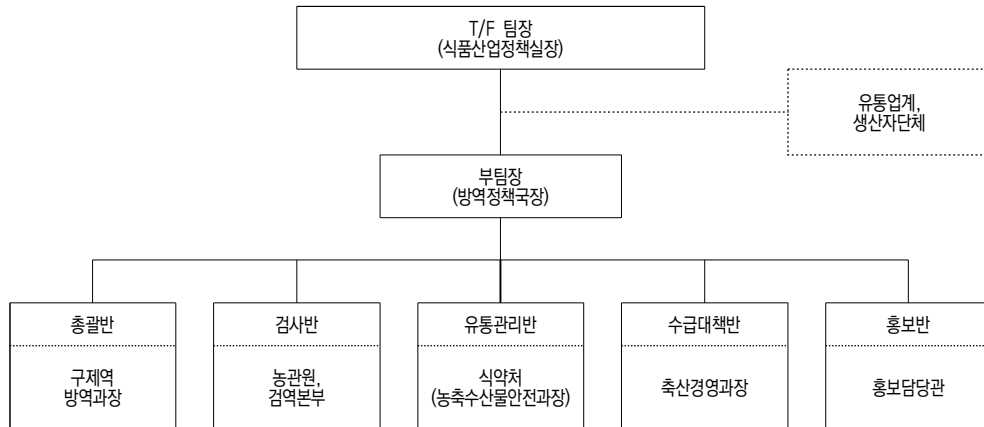 T/F 팀장
(식품산업정책실장)
유통업계,
생산자단체
부팀장
(방역정책국장)
총괄반
구제역
방역과장
검사반
농관원,
검역본부
유통관리반
식약처
(농축수산물안전과장)
수급대책반
축산경영과장
홍보반
홍보담당관